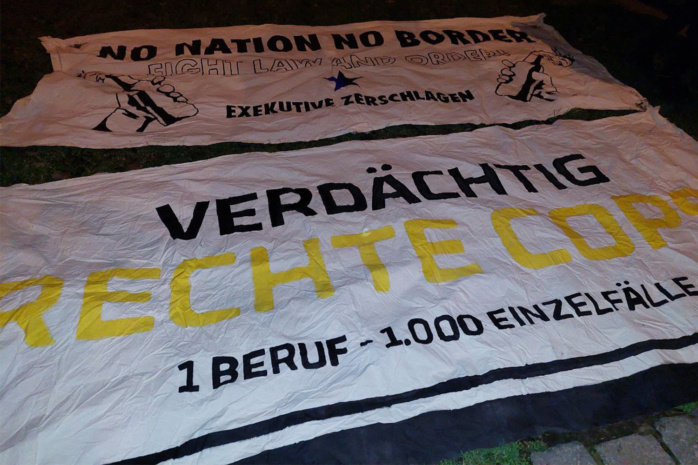 NO NATION NO BORDER
FIGHT LAW AND ORDER!
EXEKUTIVE ZERSCHLAGEN
VERDÄCHTIG
RECHTE COPS
1 BERUF - 1.000 EINZELFÄLLE